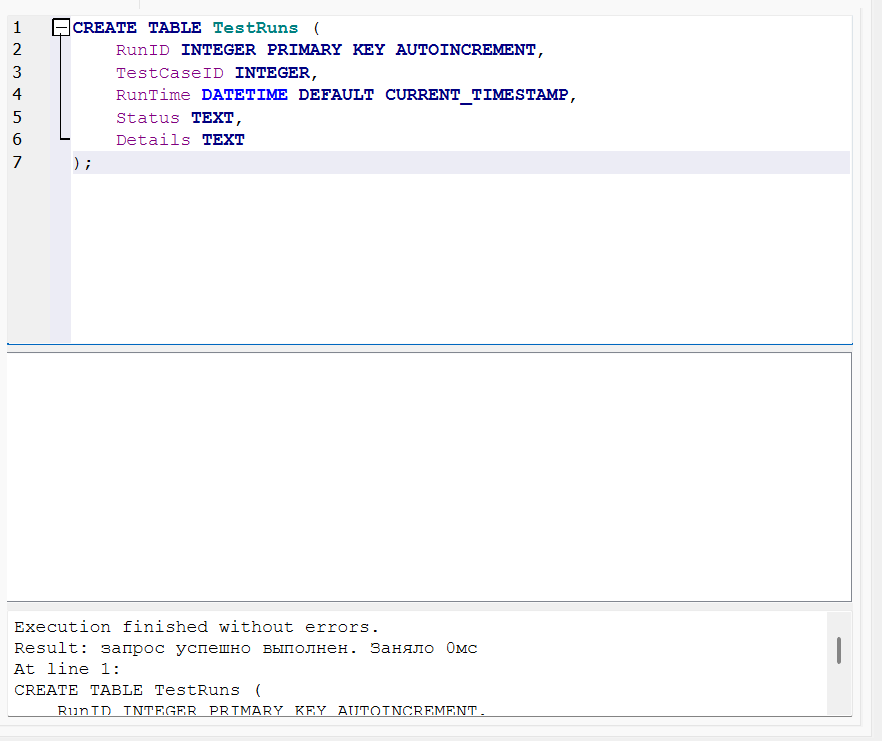 1 CREATE TABLE TestRuns (
2 RunID INTEGER PRIMARY KEY AUTOINCREMENT,
3 TestCaseID INTEGER,
4 RunTime DATETIME DEFAULT CURRENT_TIMESTAMP,
5 Status TEXT,
6 Details TEXT
7 );
Execution finished without errors.
Result: запрос успешно выполнен. Заняло 0мс
At line 1:
CREATE TABLE TestRuns (
RunID INTEGER PRIMARY KEY AUTOINCREMENT,